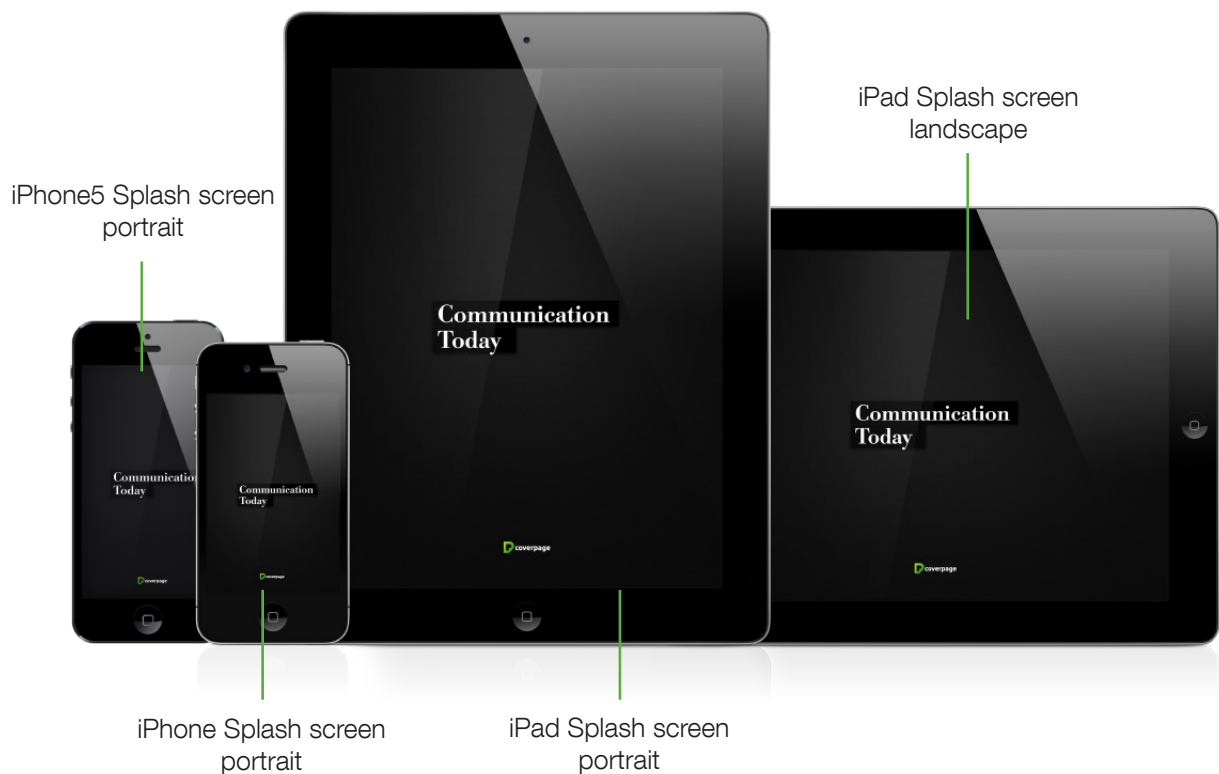 iPad Splash screen
landscape
iPhone5 Splash screen
portrait
Communication
Today
coverpage
Communication
Today
coverpage
Communication
Today
coverpage
Communication
Today
coverpage
iPhone Splash screen
portrait
iPad Splash screen
portrait